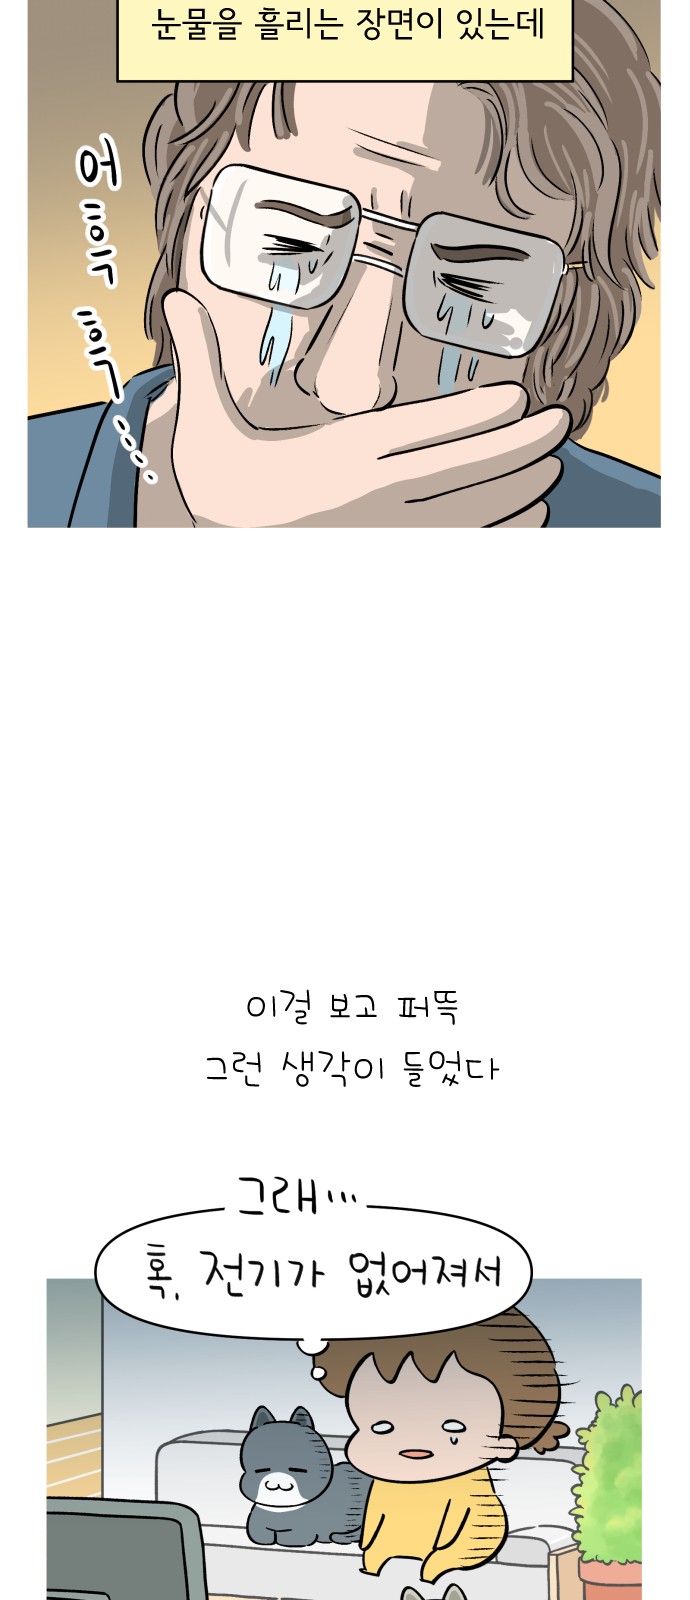 눈물을 흘리는 장면이 있는데
어
흑
흑
……
이걸 보고 퍼뜩
그런 생각이 들었다
그래…
혹, 전기가 없어져서